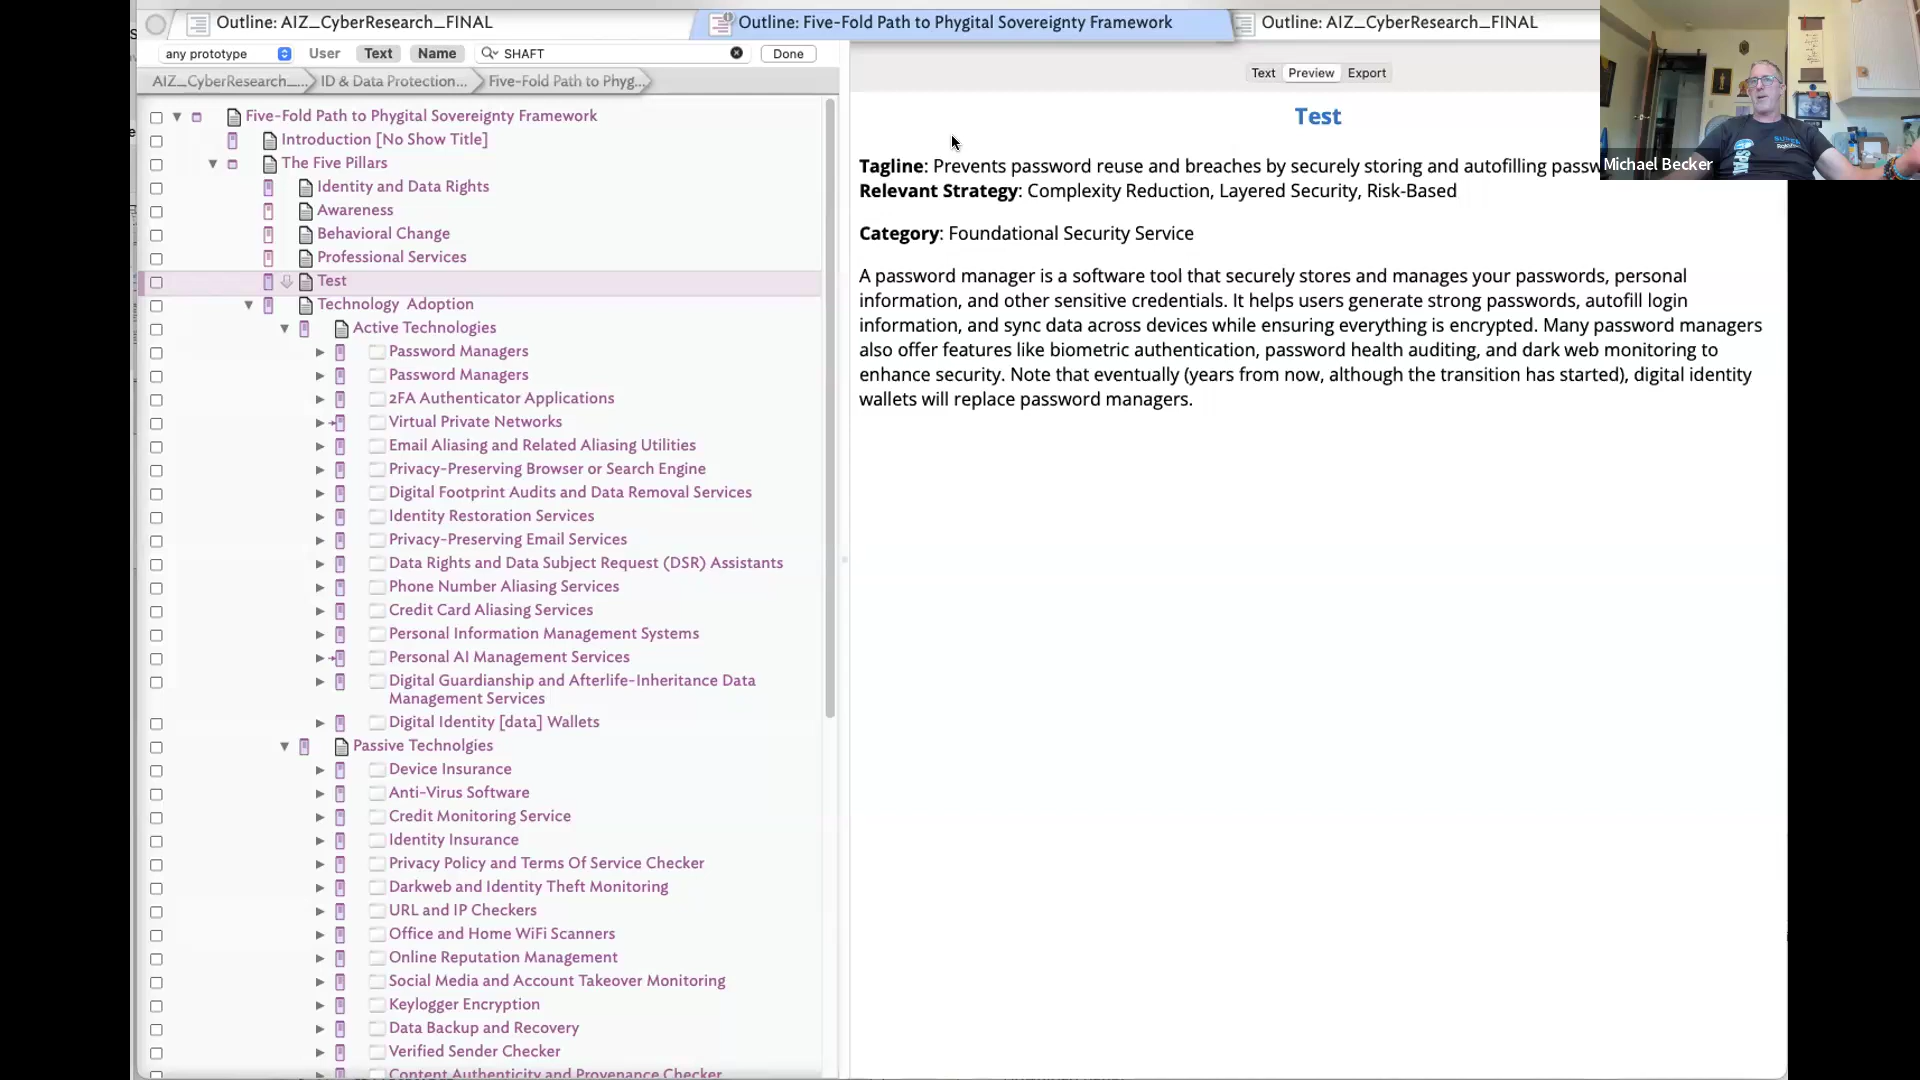 Outline: AIZ_CyberResearch_FINAL
Outline: Five-Fold Path to Phygital Sovereignty Framework
Outline: AIZ_CyberResearch_FINAL
any prototype
User
Text
Name
SHAFT
Done
AIZ_CyberResearch_...
ID & Data Protection...
Five-Fold Path to Phyg...
Text
Preview
Export
Michael Becker
Five-Fold Path to Phygital Sovereignty Framework
Introduction [No Show Title]
The Five Pillars
Identity and Data Rights
Awareness
Behavioral Change
Professional Services
Test
Technology Adoption
Active Technologies
Password Managers
Password Managers
2FA Authenticator Applications
Virtual Private Networks
Email Aliasing and Related Aliasing Utilities
Privacy-Preserving Browser or Search Engine
Digital Footprint Audits and Data Removal Services
Identity Restoration Services
Privacy-Preserving Email Services
Data Rights and Data Subject Request (DSR) Assistants
Phone Number Aliasing Services
Credit Card Aliasing Services
Personal Information Management Systems
Personal AI Management Services
Digital Guardianship and Afterlife-Inheritance Data
Management Services
Digital Identity [data] Wallets
Passive Technolgies
Device Insurance
Anti-Virus Software
Credit Monitoring Service
Identity Insurance
Privacy Policy and Terms Of Service Checker
Darkweb and Identity Theft Monitoring
URL and IP Checkers
Office and Home WiFi Scanners
Online Reputation Management
Social Media and Account Takeover Monitoring
Keylogger Encryption
Data Backup and Recovery
Verified Sender Checker
Content Authenticity and Provenance Checker
Test
Tagline: Prevents password reuse and breaches by securely storing and autofilling passw
Relevant Strategy: Complexity Reduction, Layered Security, Risk-Based
Category: Foundational Security Service
A password manager is a software tool that securely stores and manages your passwords, personal
information, and other sensitive credentials. It helps users generate strong passwords, autofill login
information, and sync data across devices while ensuring everything is encrypted. Many password managers
also offer features like biometric authentication, password health auditing, and dark web monitoring to
enhance security. Note that eventually (years from now, although the transition has started), digital identity
wallets will replace password managers.